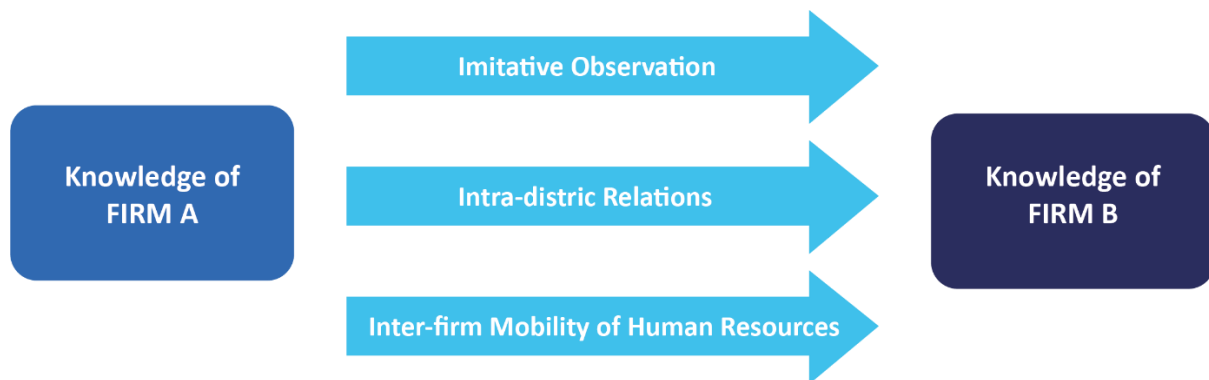 Imitative Observation
Knowledge of
FIRM A
Intra-distric Relations
Knowledge of
FIRM B
Inter-firm Mobility of Human Resources